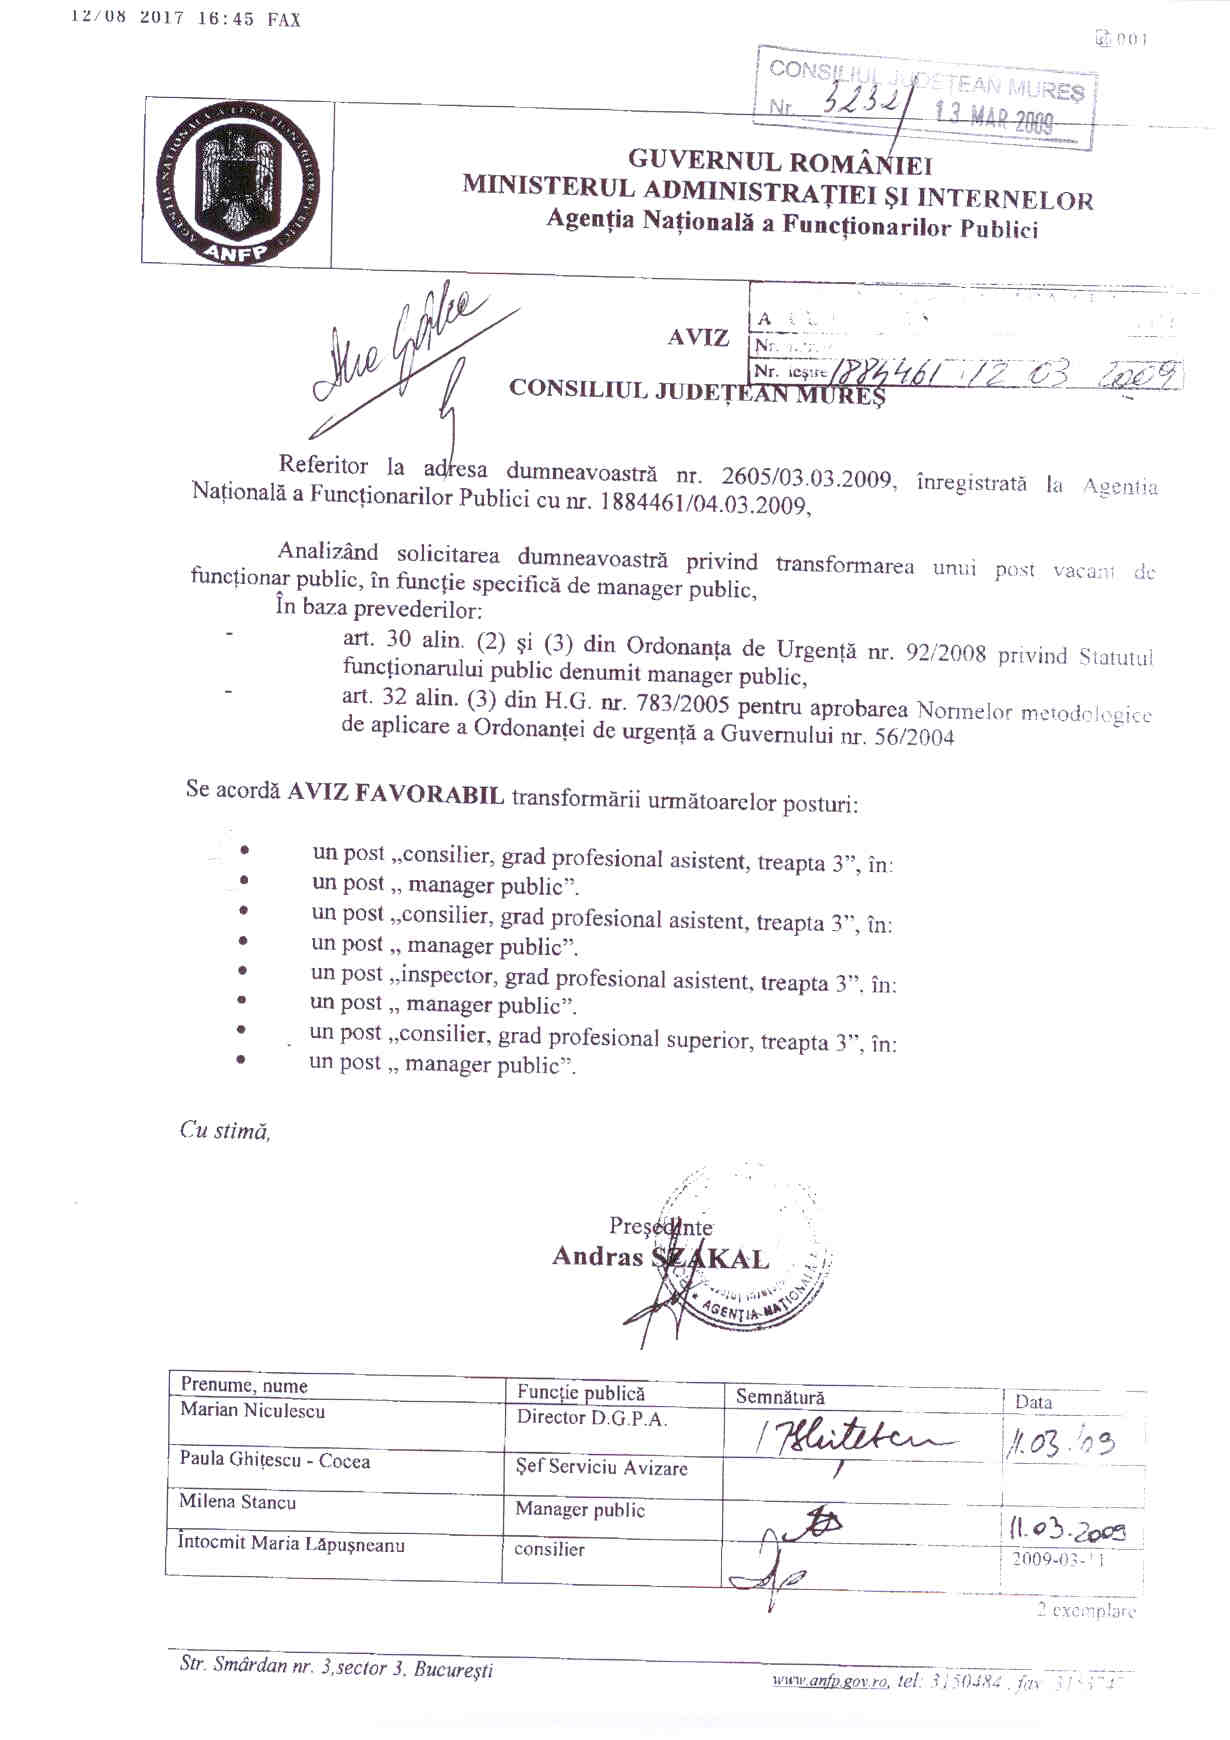 12/08 2017 16:45 FAX
001
CONSILIUL JUDEȚEAN MUREȘ
Nr. 3232 13 MAR 2009
AGENȚIA NAȚIONALĂ A FUNCȚIONARILOR PUBLICI
ANFP
GUVERNUL ROMÂNIEI
MINISTERUL ADMINISTRAȚIEI ȘI INTERNELOR
Agenția Națională a Funcționarilor Publici
AVIZ
A
Nr.
Nr. ieșire 1884461 12 03 2009
CONSILIUL JUDEȚEAN MUREȘ
Referitor la adresa dumneavoastră nr. 2605/03.03.2009, înregistrată la Agentia
Națională a Funcționarilor Publici cu nr. 1884461/04.03.2009,
Analizând solicitarea dumneavoastră privind transformarea unui post vacant de
funcționar public, în funcție specifică de manager public,
În baza prevederilor:
- art. 30 alin. (2) și (3) din Ordonanța de Urgență nr. 92/2008 privind Statutul
funcționarului public denumit manager public,
- art. 32 alin. (3) din H.G. nr. 783/2005 pentru aprobarea Normelor metodologice
de aplicare a Ordonanței de urgență a Guvernului nr. 56/2004
Se acordă AVIZ FAVORABIL transformării următoarelor posturi:
• un post „consilier, grad profesional asistent, treapta 3”, în:
• un post „ manager public”.
• un post „consilier, grad profesional asistent, treapta 3”, în:
• un post „ manager public”.
• un post „inspector, grad profesional asistent, treapta 3”, în:
• un post „ manager public”.
• un post „consilier, grad profesional superior, treapta 3”, în:
• un post „ manager public”.
Cu stimă,
Președinte
Andras SZAKAL
AGENȚIA NAȚIONALĂ
Prenume, nume Funcție publică Semnătură Data
Marian Niculescu Director D.G.P.A. 11.03.09
Paula Ghițescu - Cocea Șef Serviciu Avizare
Milena Stancu Manager public 11.03.2009
Întocmit Maria Lăpușneanu consilier 2009-03-11
2 exemplare
Str. Smârdan nr. 3,sector 3, București
www.anfp.gov.ro, tel: 3150484 , fax